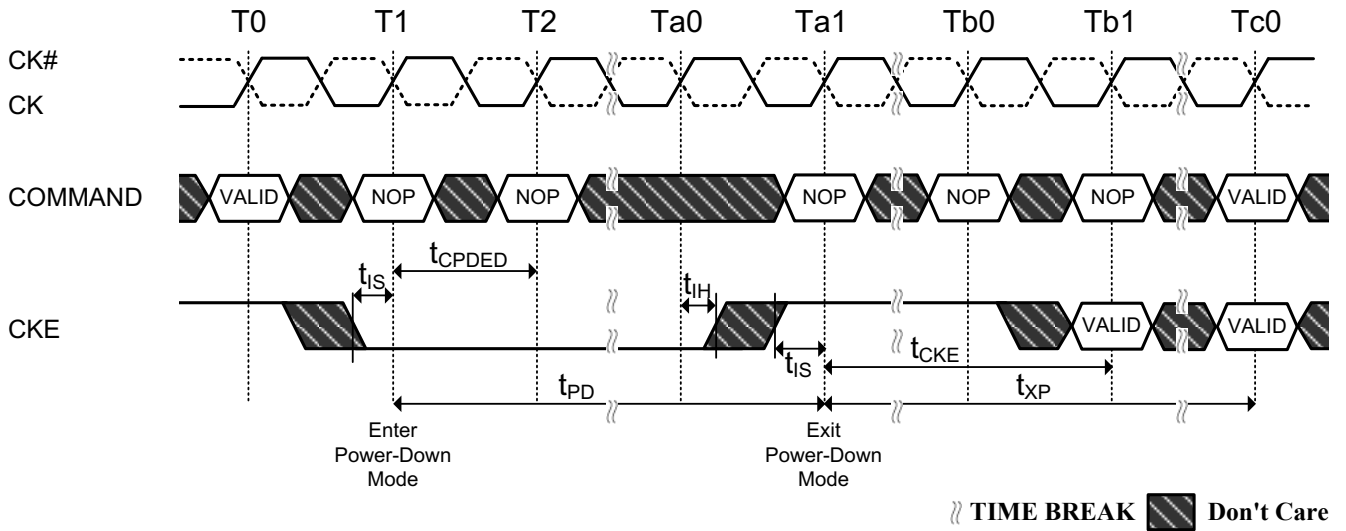 T0 T1 T2 Ta0 Ta1 Tb0 Tb1 Tc0
CK#
CK
COMMAND VALID NOP NOP NOP NOP NOP VALID
tCPDED
tIS tIH
CKE VALID VALID
tIS tCKE
tPD tXP
Enter
Power-Down
Mode
Exit
Power-Down
Mode
TIME BREAK Don't Care